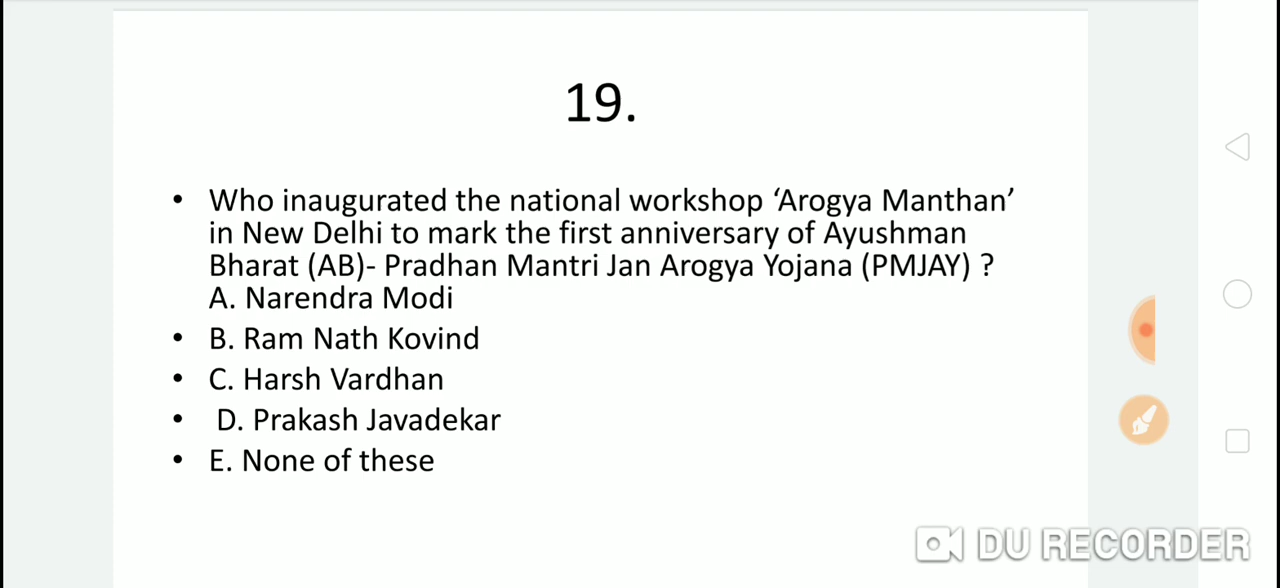 19.
• Who inaugurated the national workshop ‘Arogya Manthan’
in New Delhi to mark the first anniversary of Ayushman
Bharat (AB)- Pradhan Mantri Jan Arogya Yojana (PMJAY) ?
A. Narendra Modi
• B. Ram Nath Kovind
• C. Harsh Vardhan
• D. Prakash Javadekar
• E. None of these
DU RECORDER